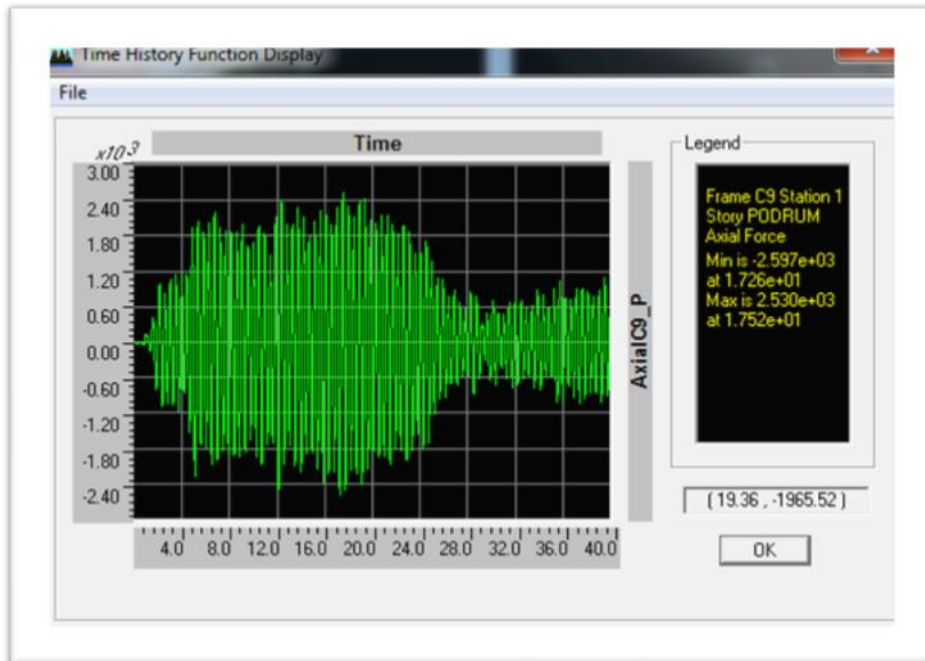 Time History Function Display
File
Time
x10 3
3.00
2.40
1.80
1.20
0.60
0.00
-0.60
-1.20
-1.80
-2.40
4.0 8.0 12.0 16.0 20.0 24.0 28.0 32.0 36.0 40.0
AxialC9_P
Legend
Frame C9 Station 1
Story PODRUM
Axial Force
Min is -2.597e+03
at 1.726e+01
Max is 2.530e+03
at 1.752e+01
( 19.36 , -1965.52 )
OK